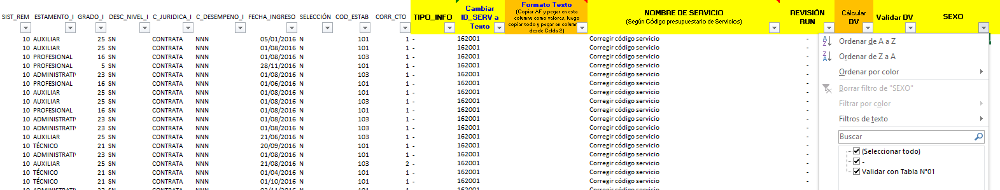 SIST_REM ESTAMENTO_I GRADO_I DESC_NIVEL_I C_JURIDICA_I C_DESEMPENO_I FECHA_INGRESO SELECCIÓN COD_ESTAB CORR_CTO TIPO_INFO Cambiar ID_SERV a Texto Formato Texto (Copiar AF y pegar en esta columna como valores, luego copiar todo y pegar en column desde Celda 2) NOMBRE DE SERVICIO (Según Código presupuestario de Servicios) REVISIÓN RUN Cálcular DV Validar DV SEXO
10 AUXILIAR 25 SN CONTRATA NNN 05/01/2016 N 101 1 - 162001 Corregir código servicio -
10 AUXILIAR 25 SN CONTRATA NNN 01/08/2016 N 101 1 - 162001 Corregir código servicio -
10 PROFESIONAL 16 SN CONTRATA NNN 01/08/2016 N 103 1 - 162001 Corregir código servicio -
10 PROFESIONAL 5 SN CONTRATA NNN 28/11/2016 N 101 1 - 162001 Corregir código servicio -
10 ADMINISTRATIV 23 SN CONTRATA NNN 01/08/2016 N 103 1 - 162001 Corregir código servicio -
10 PROFESIONAL 16 SN CONTRATA NNN 01/06/2016 N 101 1 - 162001 Corregir código servicio -
10 AUXILIAR 25 SN CONTRATA NNN 01/08/2016 N 101 1 - 162001 Corregir código servicio -
10 AUXILIAR 25 SN CONTRATA NNN 01/08/2016 N 103 1 - 162001 Corregir código servicio -
10 PROFESIONAL 16 SN CONTRATA NNN 01/08/2016 N 101 1 - 162001 Corregir código servicio -
10 ADMINISTRATIV 23 SN CONTRATA NNN 01/08/2016 N 103 1 - 162001 Corregir código servicio -
10 ADMINISTRATIV 23 SN CONTRATA NNN 01/08/2016 N 103 1 - 162001 Corregir código servicio -
10 AUXILIAR 25 SN CONTRATA NNN 21/06/2016 N 103 1 - 162001 Corregir código servicio -
10 TÉCNICO 21 SN CONTRATA NNN 20/09/2016 N 101 1 - 162001 Corregir código servicio -
10 ADMINISTRATIV 23 SN CONTRATA NNN 01/08/2016 N 101 1 - 162001 Corregir código servicio -
10 AUXILIAR 25 SN CONTRATA NNN 21/08/2016 N 103 2 - 162001 Corregir código servicio -
10 TÉCNICO 21 SN CONTRATA NNN 01/04/2016 N 101 1 - 162001 Corregir código servicio -
10 TÉCNICO 21 SN CONTRATA NNN 01/10/2016 N 101 1 - 162001 Corregir código servicio -
10 ADMINISTRATIV 23 SN CONTRATA NNN 02/11/2016 N 101 1 - 162001 Corregir código servicio -
Ordenar de A a Z
Ordenar de Z a A
Ordenar por color
Borrar filtro de "SEXO"
Filtrar por color
Filtros de texto
Buscar
(Seleccionar todo)
-
Validar con Tabla N°01